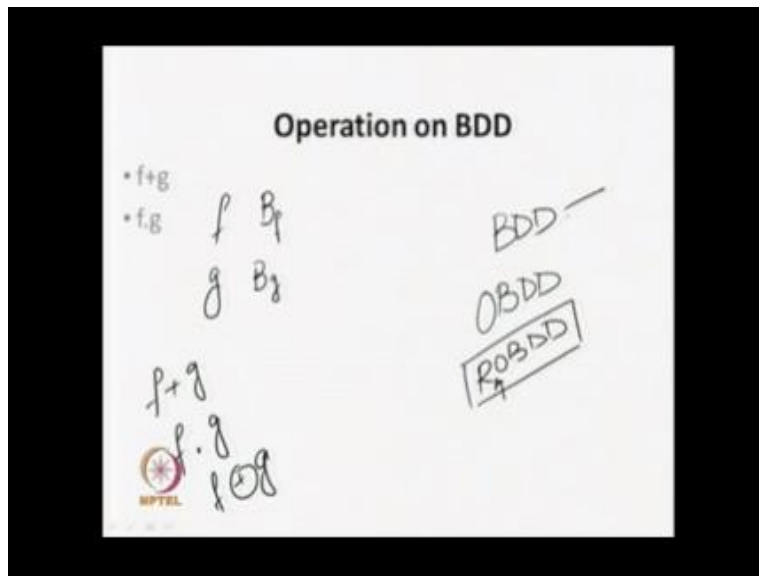 Operation on BDD
• f+g
• f.g
f B_f
g B_g
f+g
f.g
f⊕g
BDD
OBDD
ROBDD
NPTEL